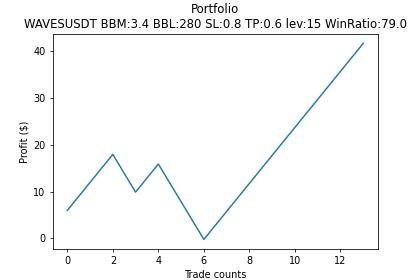 Portfolio
WAVESUSDT BBM:3.4 BBL:280 SL:0.8 TP:0.6 lev:15 WinRatio:79.0
40
30
20
10
0
Profit ($)
0 2 4 6 8 10 12
Trade counts